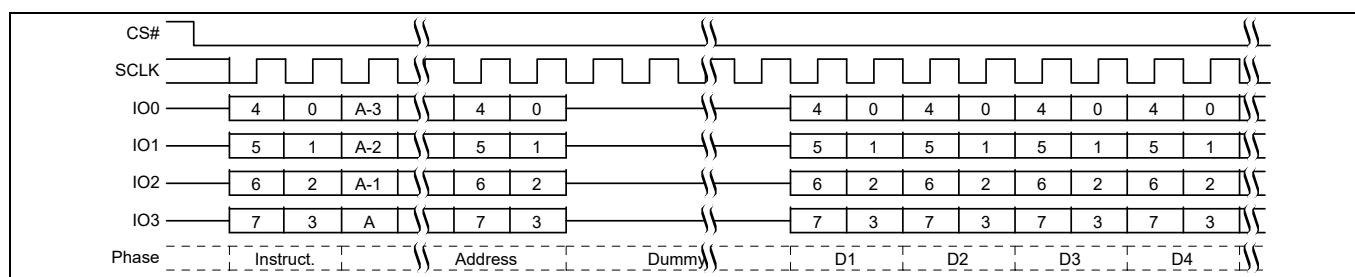 CS#
SCLK
IO0 4 0 A-3 4 0 4 0 4 0 4 0 4 0
IO1 5 1 A-2 5 1 5 1 5 1 5 1 5 1
IO2 6 2 A-1 6 2 6 2 6 2 6 2 6 2
IO3 7 3 A 7 3 7 3 7 3 7 3 7 3
Phase Instruct. Address Dummy D1 D2 D3 D4